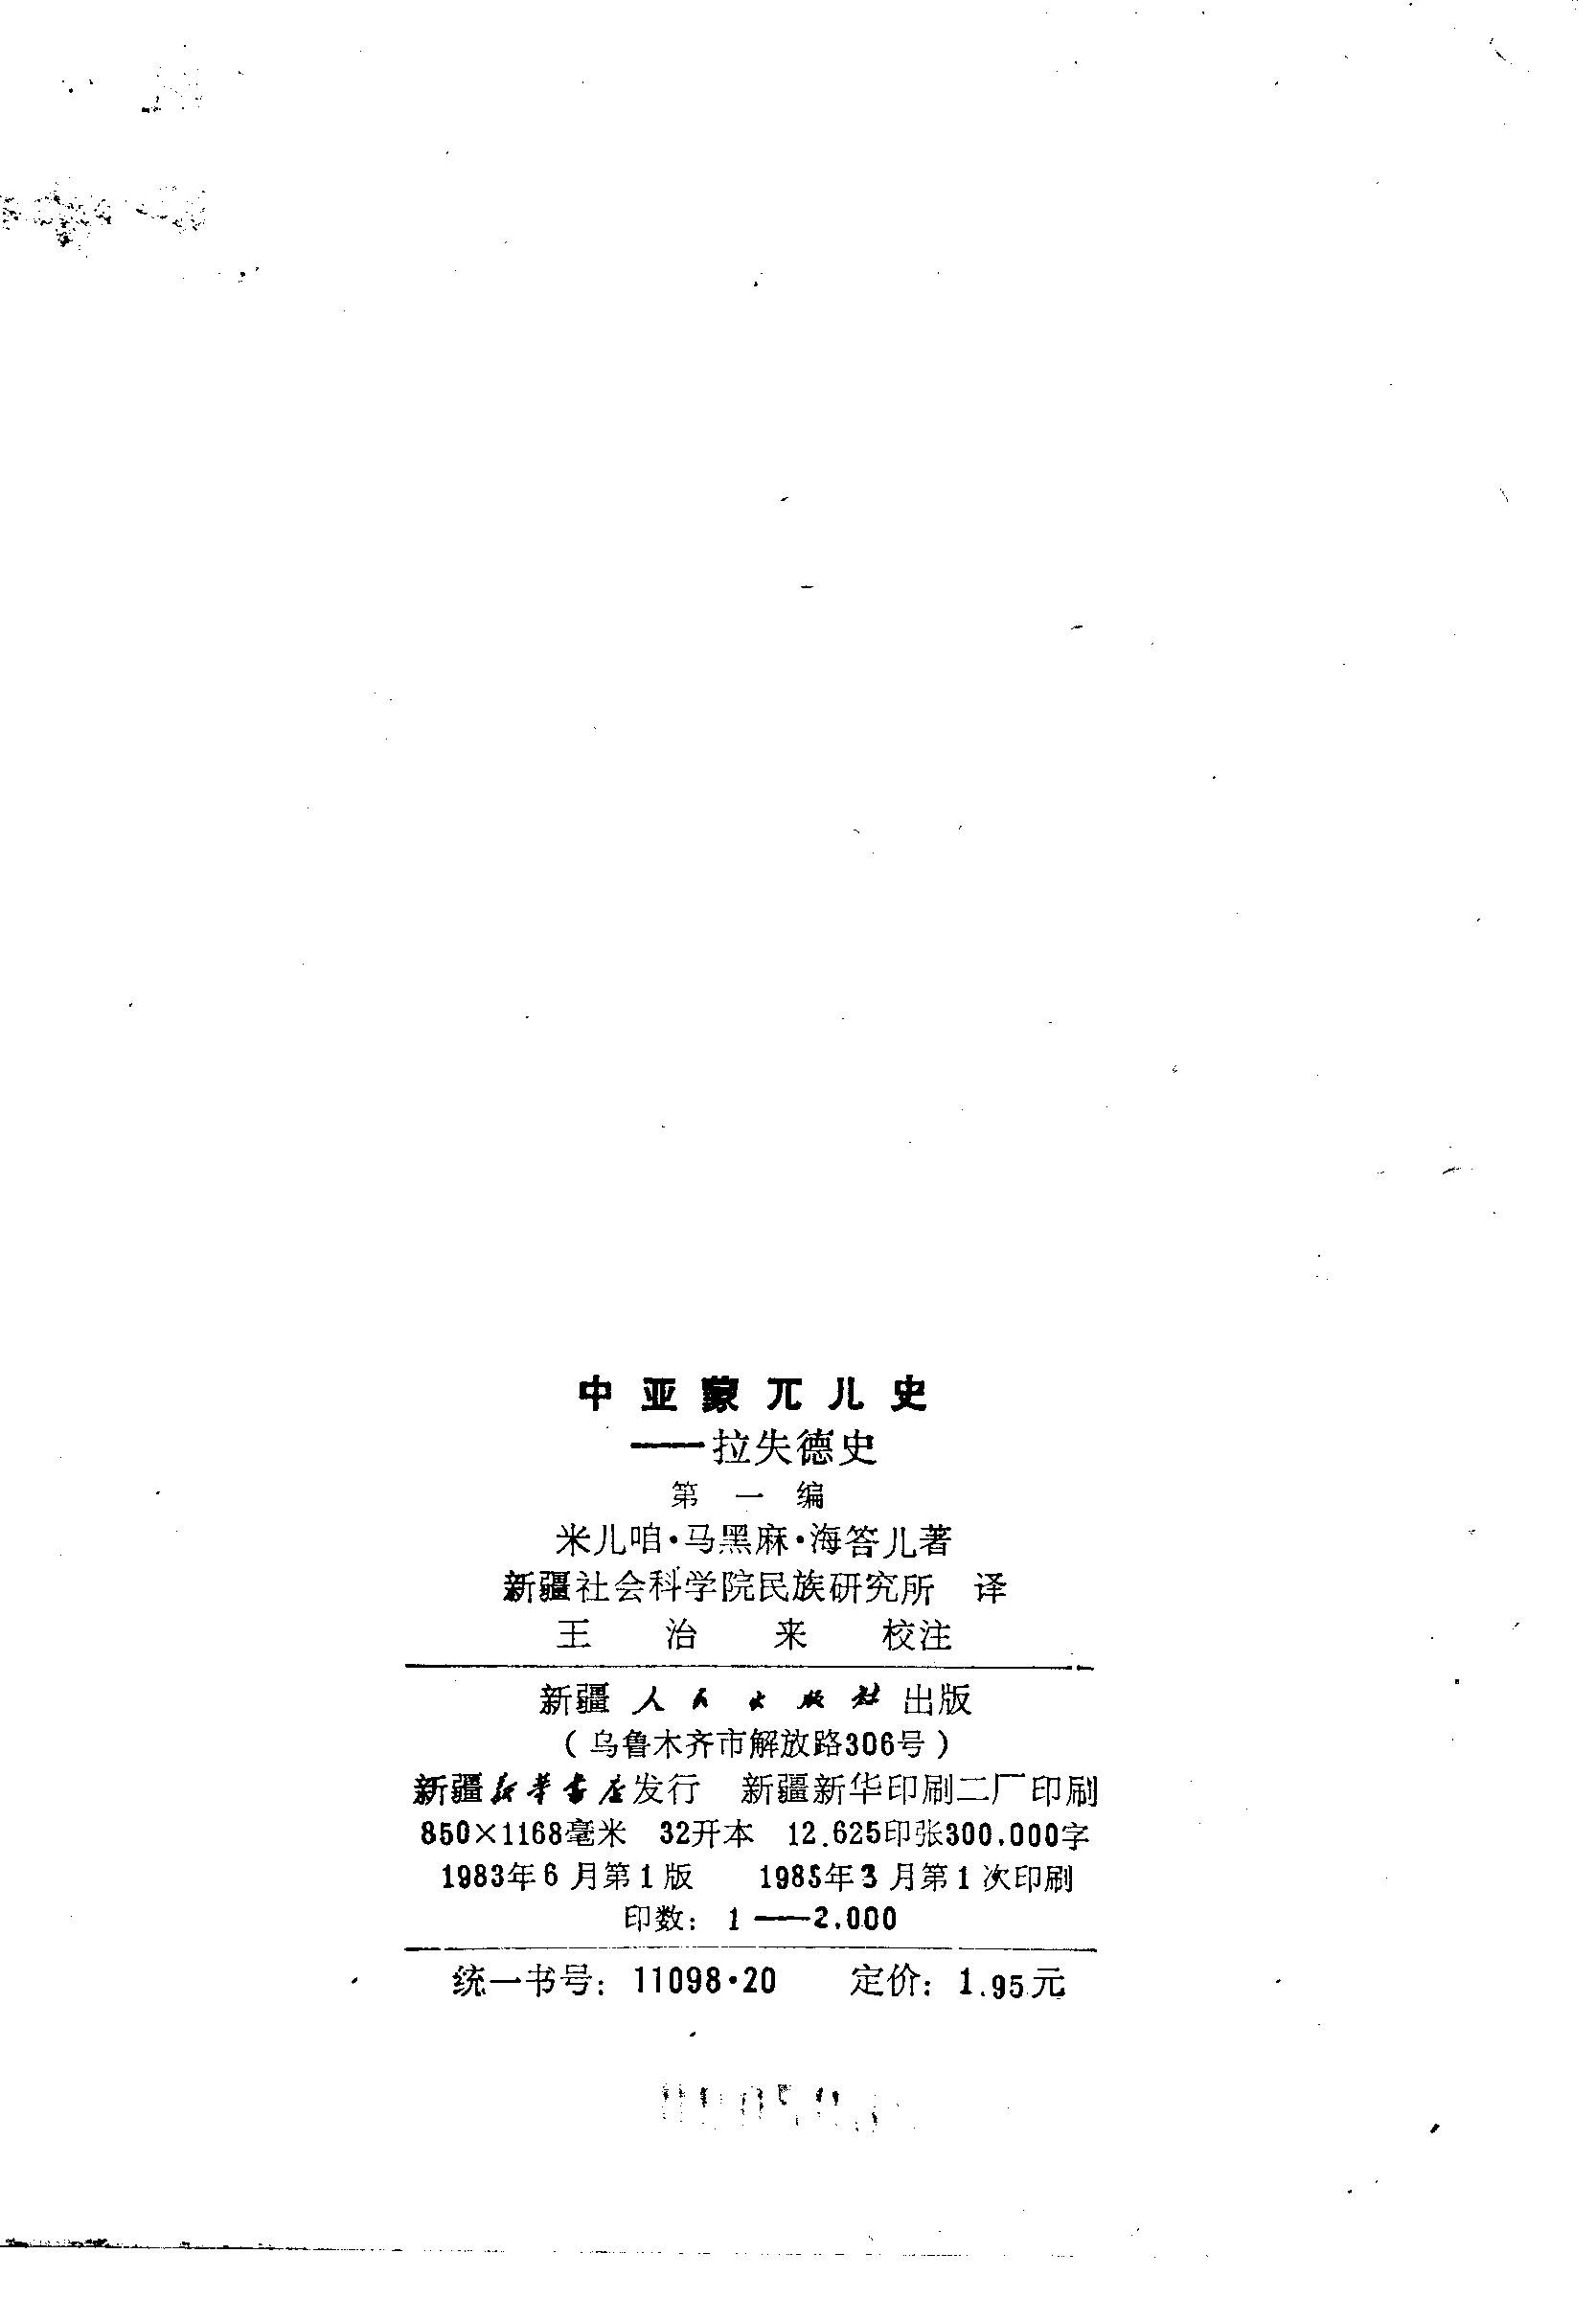 中亚蒙兀儿史
——拉失德史
第一编
米儿咱·马黑麻·海答儿著
新疆社会科学院民族研究所 译
王治来 校注
新疆人民出版社出版
(乌鲁木齐市解放路306号)
新疆新华书店发行 新疆新华印刷二厂印刷
850×1168毫米 32开本 12.625印张300,000字
1983年6月第1版 1985年3月第1次印刷
印数: 1——2,000
统一书号: 11098·20 定价: 1.95元